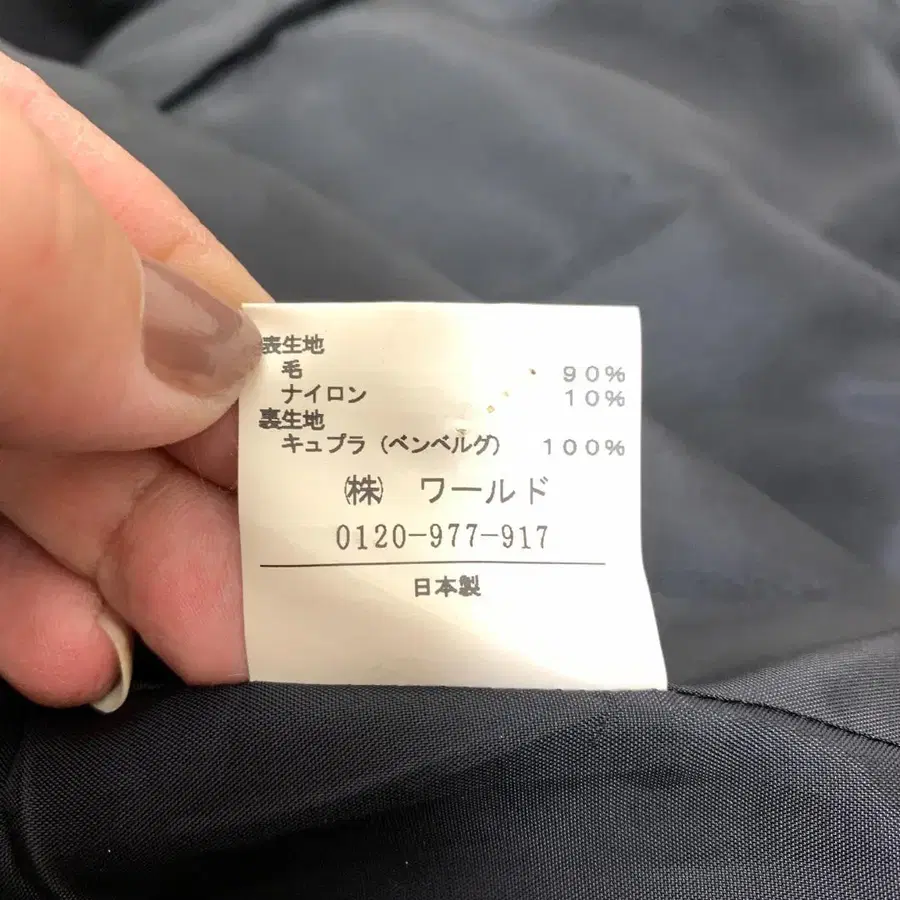 表生地
毛 90%
ナイロン 10%
裏生地
キュプラ（ベンベルグ） 100%
㈱ ワールド
0120-977-917
日本製